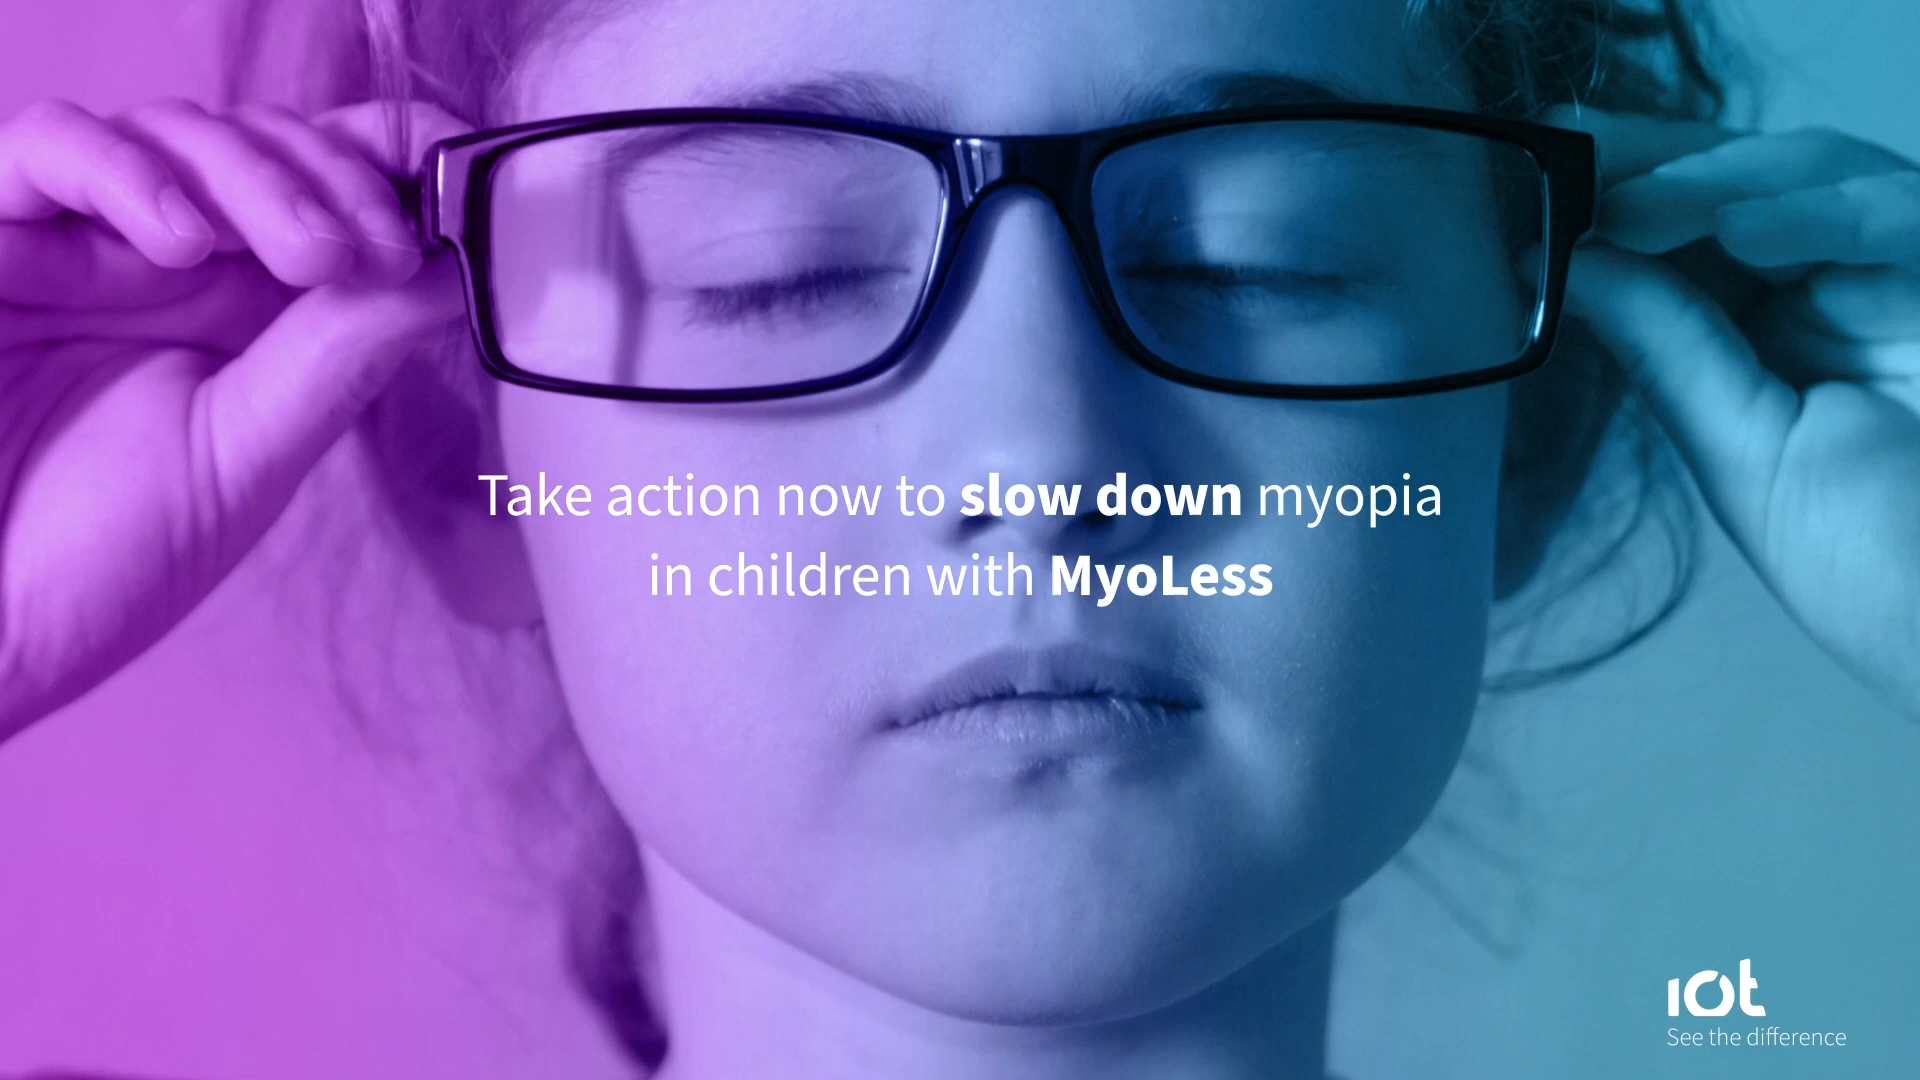 Take action now to slow down myopia
in children with MyoLess
iot
See the difference